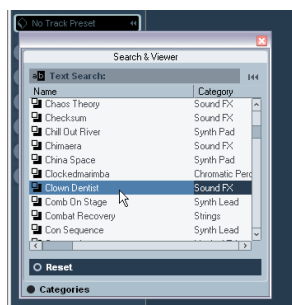 No Track Preset
Search & Viewer
ab Text Search:
Name Category
Chaos Theory Sound FX
Checksum Sound FX
Chill Out River Synth Pad
Chimaera Sound FX
China Space Synth Pad
Clockedmarimba Chromatic Perc
Clown Dentist Sound FX
Comb On Stage Synth Lead
Combat Recovery Strings
Con Sequence Synth Lead
Reset
Categories